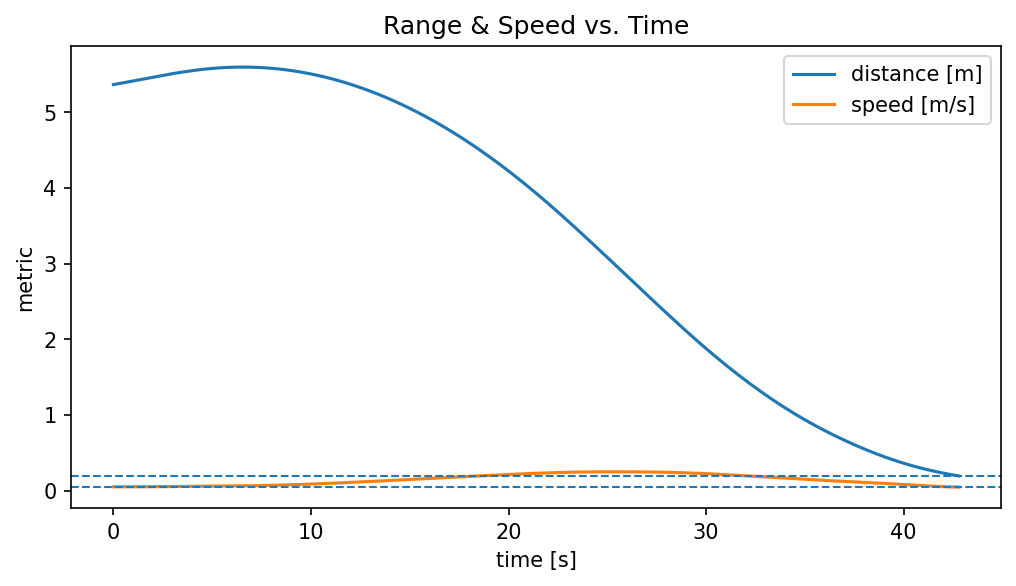 Range & Speed vs. Time
distance [m]
speed [m/s]
metric
5
4
3
2
1
0
0 10 20 30 40
time [s]